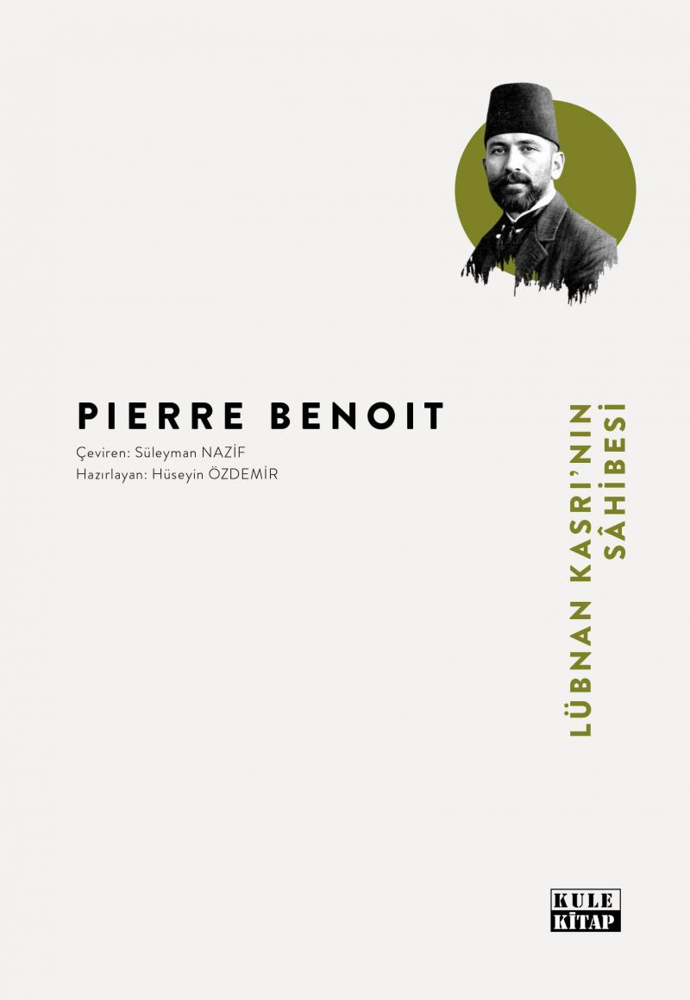 PIERRE BENOIT
Çeviren: Süleyman NAZİF
Hazırlayan: Hüseyin ÖZDEMİR
LÜBNAN KASRI’NIN
SÂHİBESİ
KULE
KİTAP